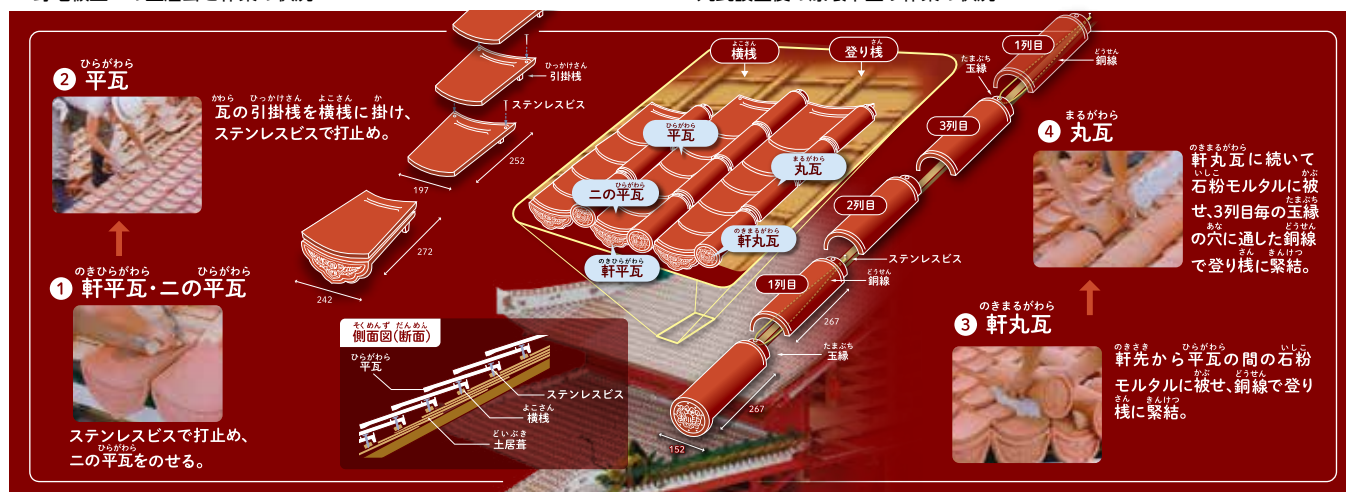 ② 平瓦
ひらがわら
瓦の引掛桟を横桟に掛け、
かわら ひっかけさん よこさん か
ステンレスビスで打止め。
① 軒平瓦・二の平瓦
のきひらがわら ひらがわら
ステンレスビスで打止め、
二の平瓦をのせる。
ひらがわら
引掛桟
ひっかけさん
ステンレスビス
252
197
272
242
側面図(断面)
そくめんず だんめん
平瓦
ひらがわら
ステンレスビス
横桟
よこさん
土居葺
どいぶき
横桟
よこさん
登り桟
さん
平瓦
ひらがわら
丸瓦
まるがわら
二の平瓦
ひらがわら
軒丸瓦
のきまるがわら
軒平瓦
のきひらがわら
1列目
銅線
どうせん
玉縁
たまぶち
3列目
2列目
ステンレスビス
銅線
どうせん
1列目
267
玉縁
たまぶち
267
152
④ 丸瓦
まるがわら
軒丸瓦に続いて
のきまるがわら
石粉モルタルに被
いしこ かぶ
せ、3列目毎の玉縁
たまぶち
の穴に通した銅線
あな どうせん
で登り桟に緊結。
さん きんけつ
③ 軒丸瓦
のきまるがわら
軒先から平瓦の間の石粉
のきさき ひらがわら いしこ
モルタルに被せ、銅線で登り
かぶ どうせん
桟に緊結。
さん きんけつ